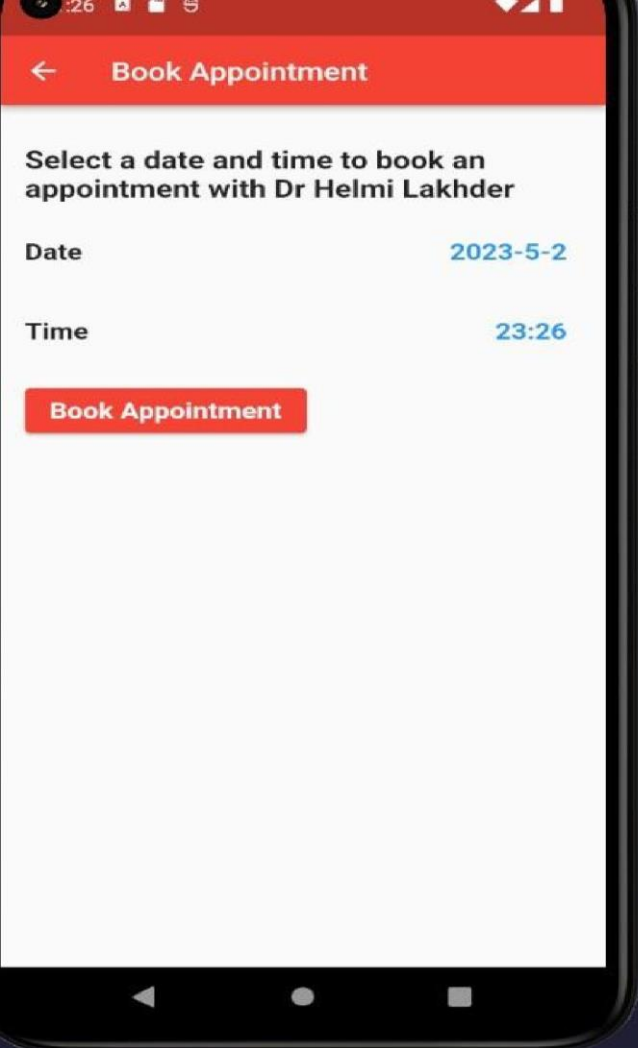 :26
Book Appointment
Select a date and time to book an
appointment with Dr Helmi Lakhder
Date 2023-5-2
Time 23:26
Book Appointment